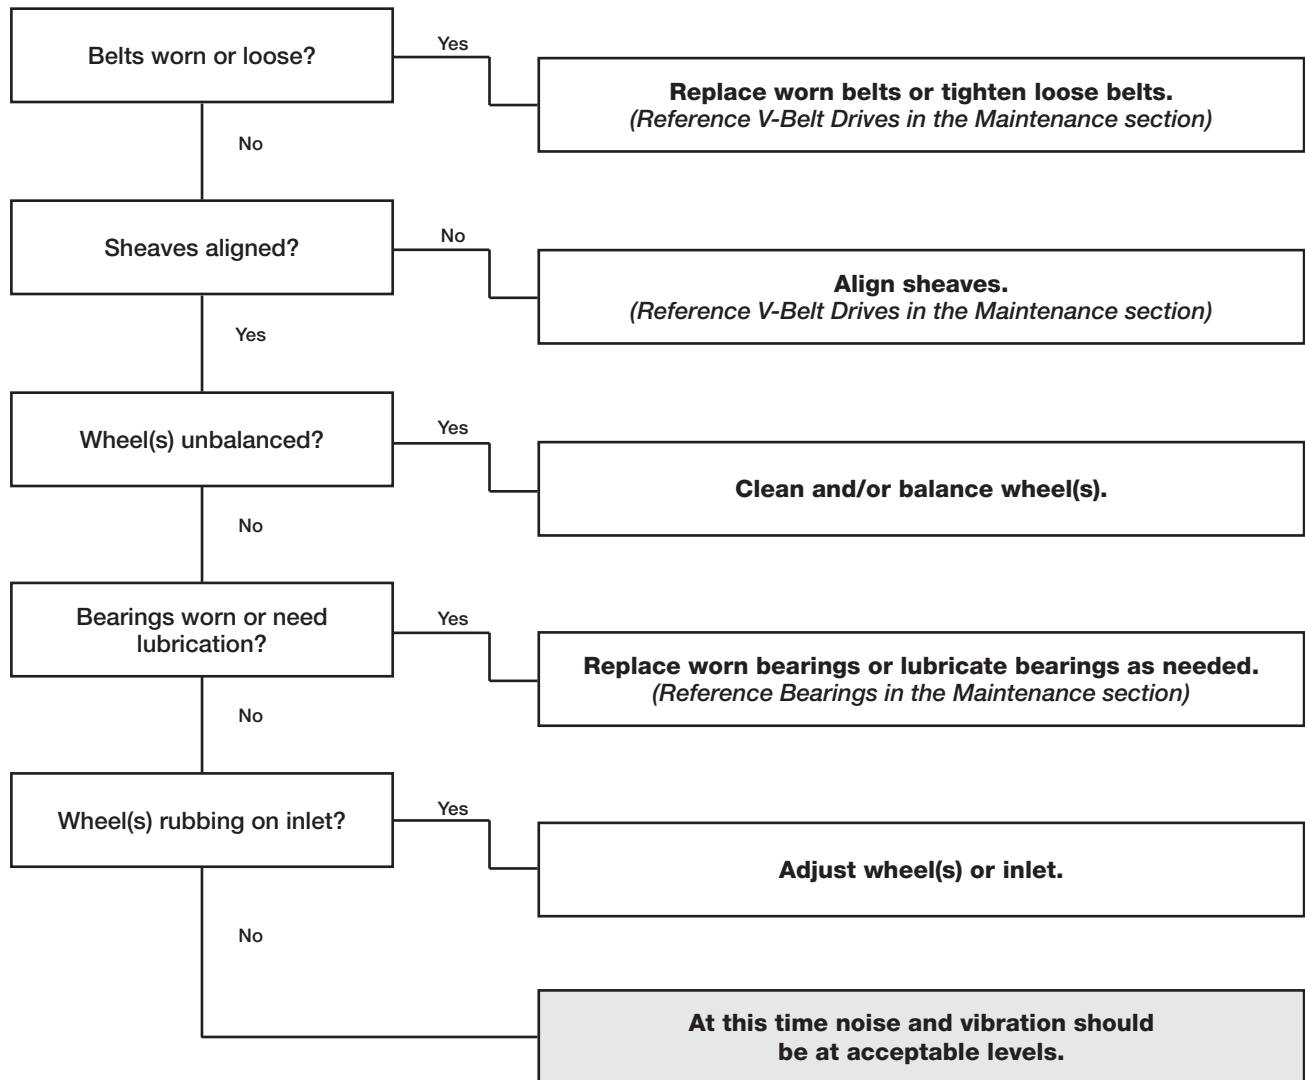 Belts worn or loose?
Yes
Replace worn belts or tighten loose belts.
(Reference V-Belt Drives in the Maintenance section)
No
Sheaves aligned?
No
Align sheaves.
(Reference V-Belt Drives in the Maintenance section)
Yes
Wheel(s) unbalanced?
Yes
Clean and/or balance wheel(s).
No
Bearings worn or need
lubrication?
Yes
Replace worn bearings or lubricate bearings as needed.
(Reference Bearings in the Maintenance section)
No
Wheel(s) rubbing on inlet?
Yes
Adjust wheel(s) or inlet.
No
At this time noise and vibration should
be at acceptable levels.